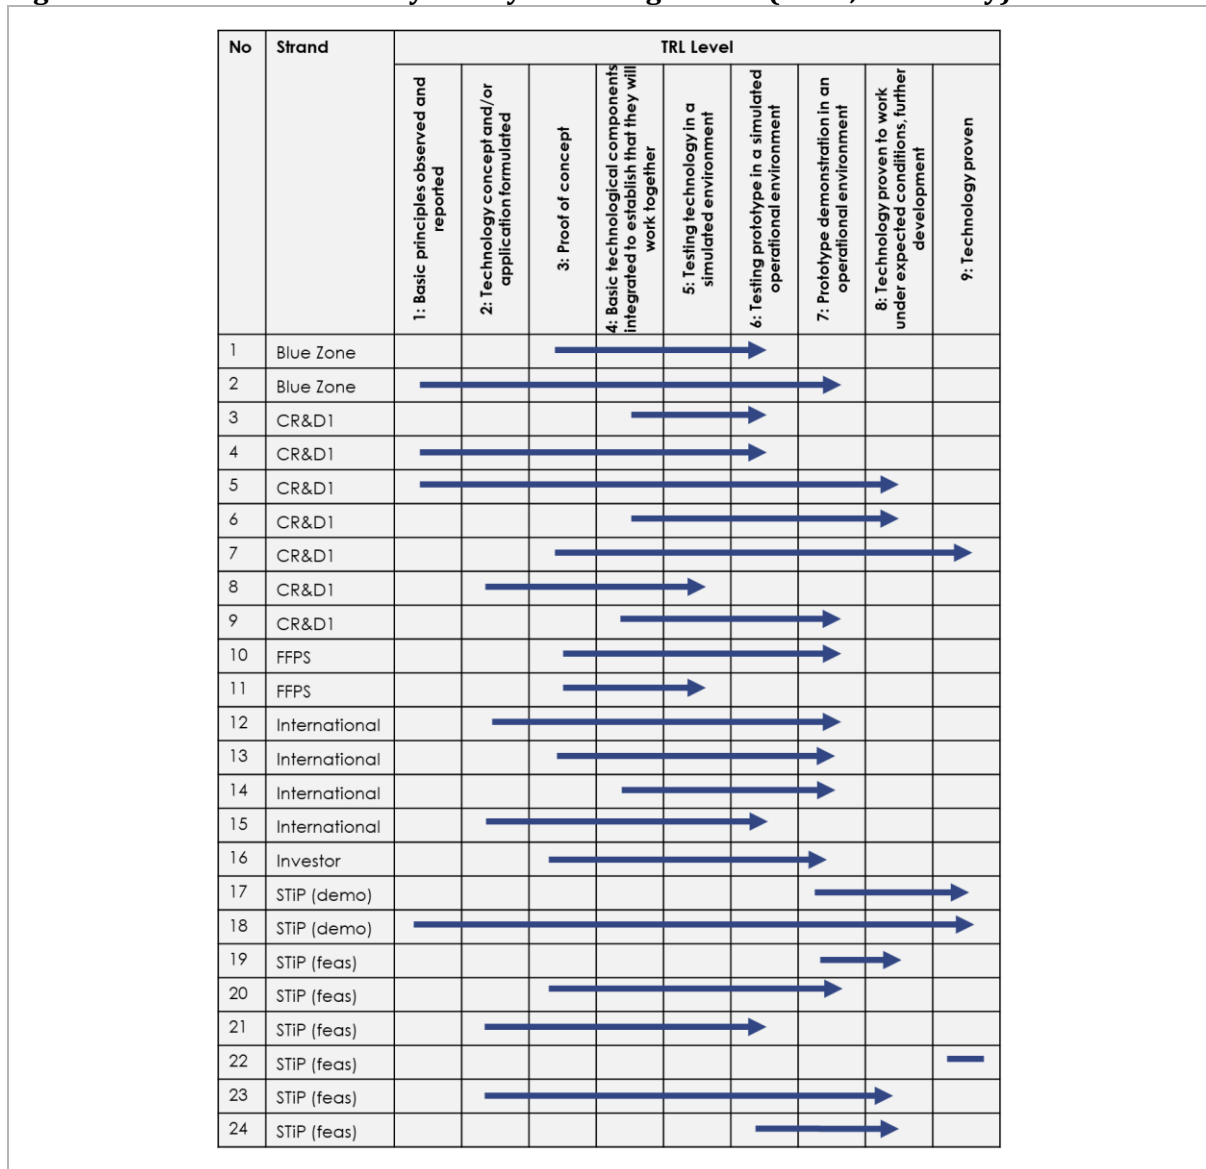 No Strand TRL Level
1: Basic principles observed and
reported
2: Technology concept and/or
application formulated
3: Proof of concept
4: Basic technological components
integrated to establish that they will
work together
5: Testing technology in a
simulated environment
6: Testing prototype in a simulated
operational environment
7: Prototype demonstration in an
operational environment
8: Technology proven to work
under expected conditions, further
development
9: Technology proven
1 Blue Zone
2 Blue Zone
3 CR&D1
4 CR&D1
5 CR&D1
6 CR&D1
7 CR&D1
8 CR&D1
9 CR&D1
10 FFPS
11 FFPS
12 International
13 International
14 International
15 International
16 Investor
17 STiP (demo)
18 STiP (demo)
19 STiP (feas)
20 STiP (feas)
21 STiP (feas)
22 STiP (feas)
23 STiP (feas)
24 STiP (feas)